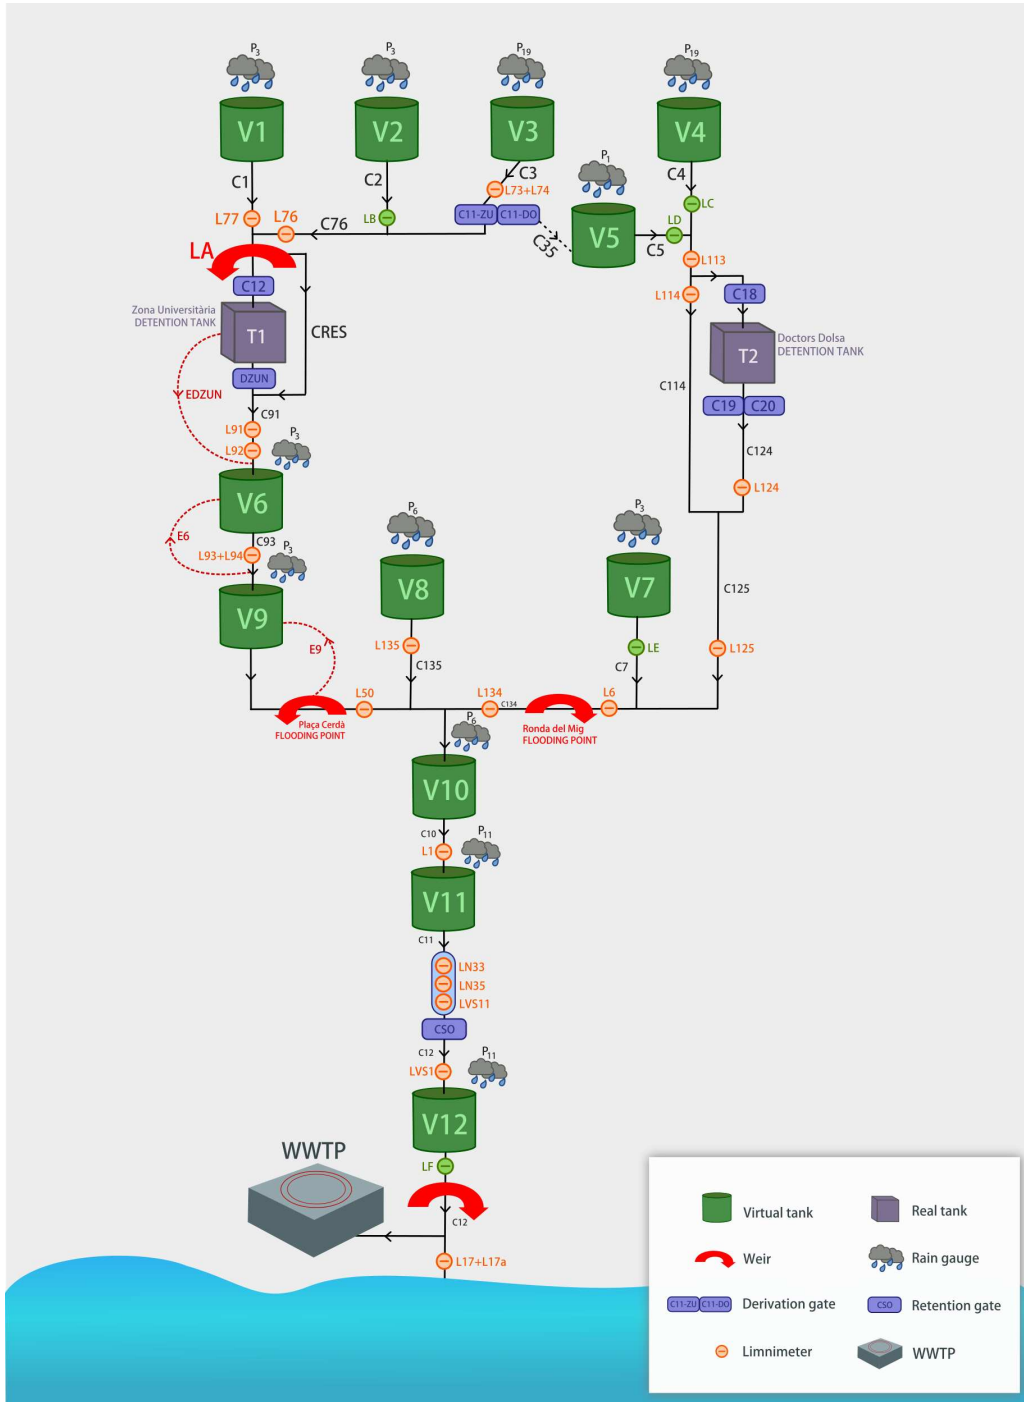 P3
P3
P19
P19
V1
V2
V3
V4
P1
C1
C2
C3
C4
L73+L74
LC
L77
L76
C76
LB
C11-ZU
C11-DO
C35
V5
LD
C5
LA
L113
C12
L114
C18
Zona Universitària
DETENTION TANK
T1
CRES
Doctors Dolsa
DETENTION TANK
T2
DZUN
EDZUN
C114
C19
C20
C91
L91
L92
P3
C124
L124
V6
P6
P3
E6
C93
L93+L94
P3
V8
V7
C125
V9
E9
L135
C135
LE
C7
L125
L50
L134
C134
L6
Plaça Cerdà
FLOODING POINT
P6
Ronda del Mig
FLOODING POINT
V10
C10
L1
P11
V11
C11
LN33
LN35
LVS11
CSO
C12
LVS1
P11
V12
WWTP
LF
C12
L17+L17a
Virtual tank
Real tank
Weir
Rain gauge
C11-ZU
C11-DO
Derivation gate
CSO
Retention gate
Limnimeter
WWTP